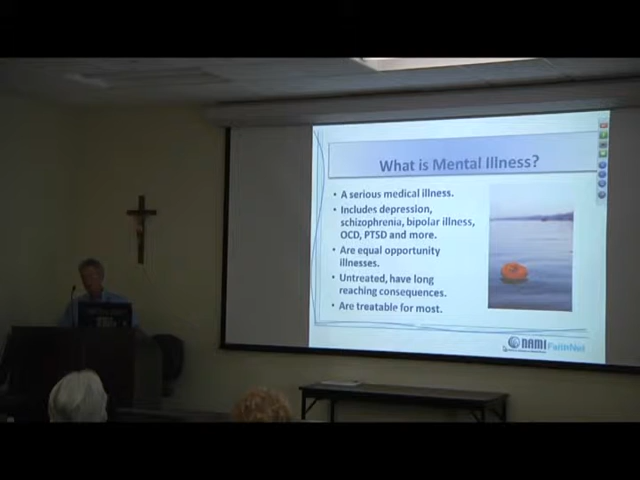 What is Mental Illness?
• A serious medical illness.
• Includes depression,
schizophrenia, bipolar illness,
OCD, PTSD and more.
• Are equal opportunity
illnesses.
• Untreated, have long
reaching consequences.
• Are treatable for most.
NAMI FaithNet